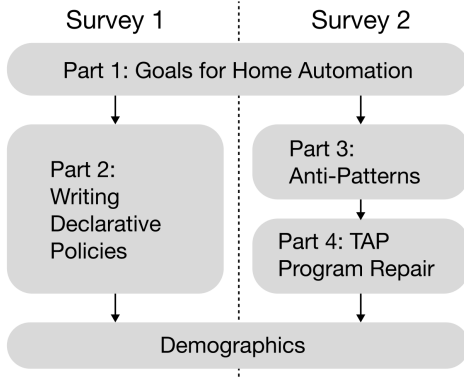 Survey 1
Survey 2
Part 1: Goals for Home Automation
Part 2:
Writing
Declarative
Policies
Part 3:
Anti-Patterns
Part 4: TAP
Program Repair
Demographics